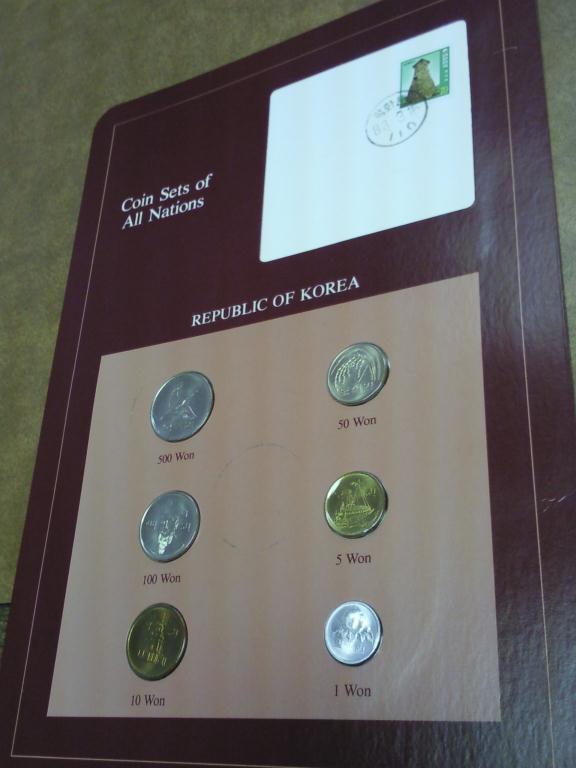 Coin Sets of
All Nations
REPUBLIC OF KOREA
500 Won
50 Won
100 Won
5 Won
10 Won
1 Won